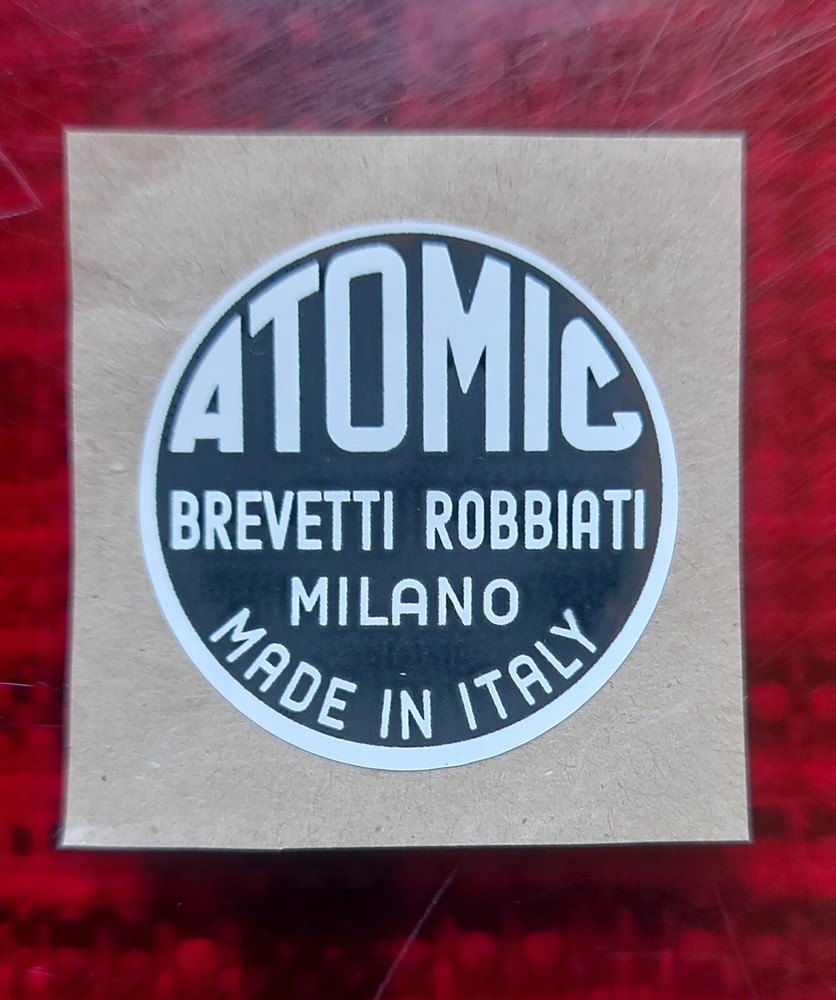 ATOMIC
BREVETTI ROBBIATI
MILANO
MADE IN ITALY